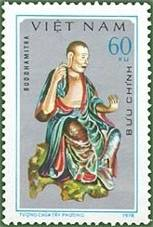 VIỆT NAM
60
XU
BUDDHAMITRA
BƯU CHÍNH
TƯỢNG CHÙA TÂY PHƯƠNG
1978